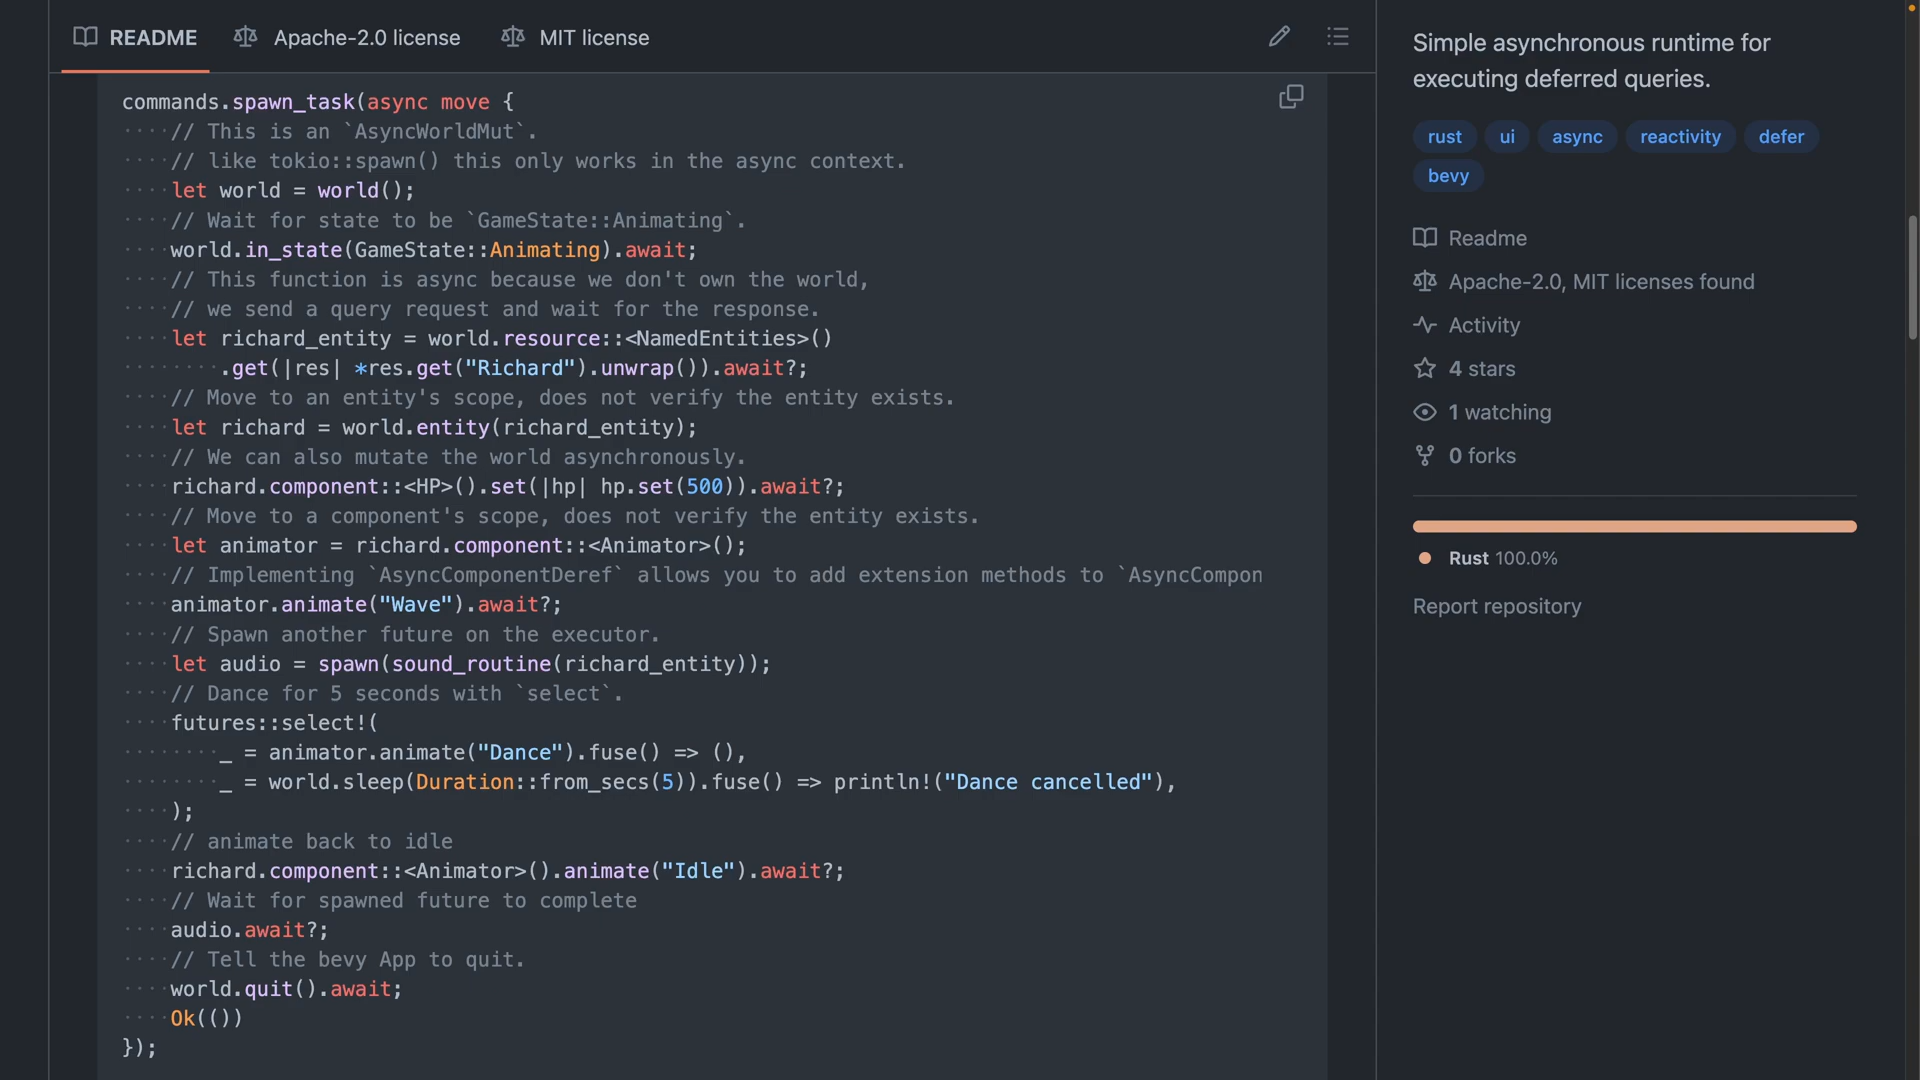 README
Apache-2.0 license
MIT license
commands.spawn_task(async move {
····// This is an `AsyncWorldMut`.
····// like tokio::spawn() this only works in the async context.
····let world = world();
····// Wait for state to be `GameState::Animating`.
····world.in_state(GameState::Animating).await;
····// This function is async because we don't own the world,
····// we send a query request and wait for the response.
····let richard_entity = world.resource::<NamedEntities>()
········.get(|res| *res.get("Richard").unwrap()).await?;
····// Move to an entity's scope, does not verify the entity exists.
····let richard = world.entity(richard_entity);
····// We can also mutate the world asynchronously.
····richard.component::<HP>().set(|hp| hp.set(500)).await?;
····// Move to a component's scope, does not verify the entity exists.
····let animator = richard.component::<Animator>();
····// Implementing `AsyncComponentDeref` allows you to add extension methods to `AsyncCompon
····animator.animate("Wave").await?;
····// Spawn another future on the executor.
····let audio = spawn(sound_routine(richard_entity));
····// Dance for 5 seconds with `select`.
····futures::select!(
········_ = animator.animate("Dance").fuse() => (),
········_ = world.sleep(Duration::from_secs(5)).fuse() => println!("Dance cancelled"),
····);
····// animate back to idle
····richard.component::<Animator>().animate("Idle").await?;
····// Wait for spawned future to complete
····audio.await?;
····// Tell the bevy App to quit.
····world.quit().await;
····Ok(())
});
Simple asynchronous runtime for
executing deferred queries.
rust ui async reactivity defer
bevy
Readme
Apache-2.0, MIT licenses found
Activity
4 stars
1 watching
0 forks
Rust 100.0%
Report repository